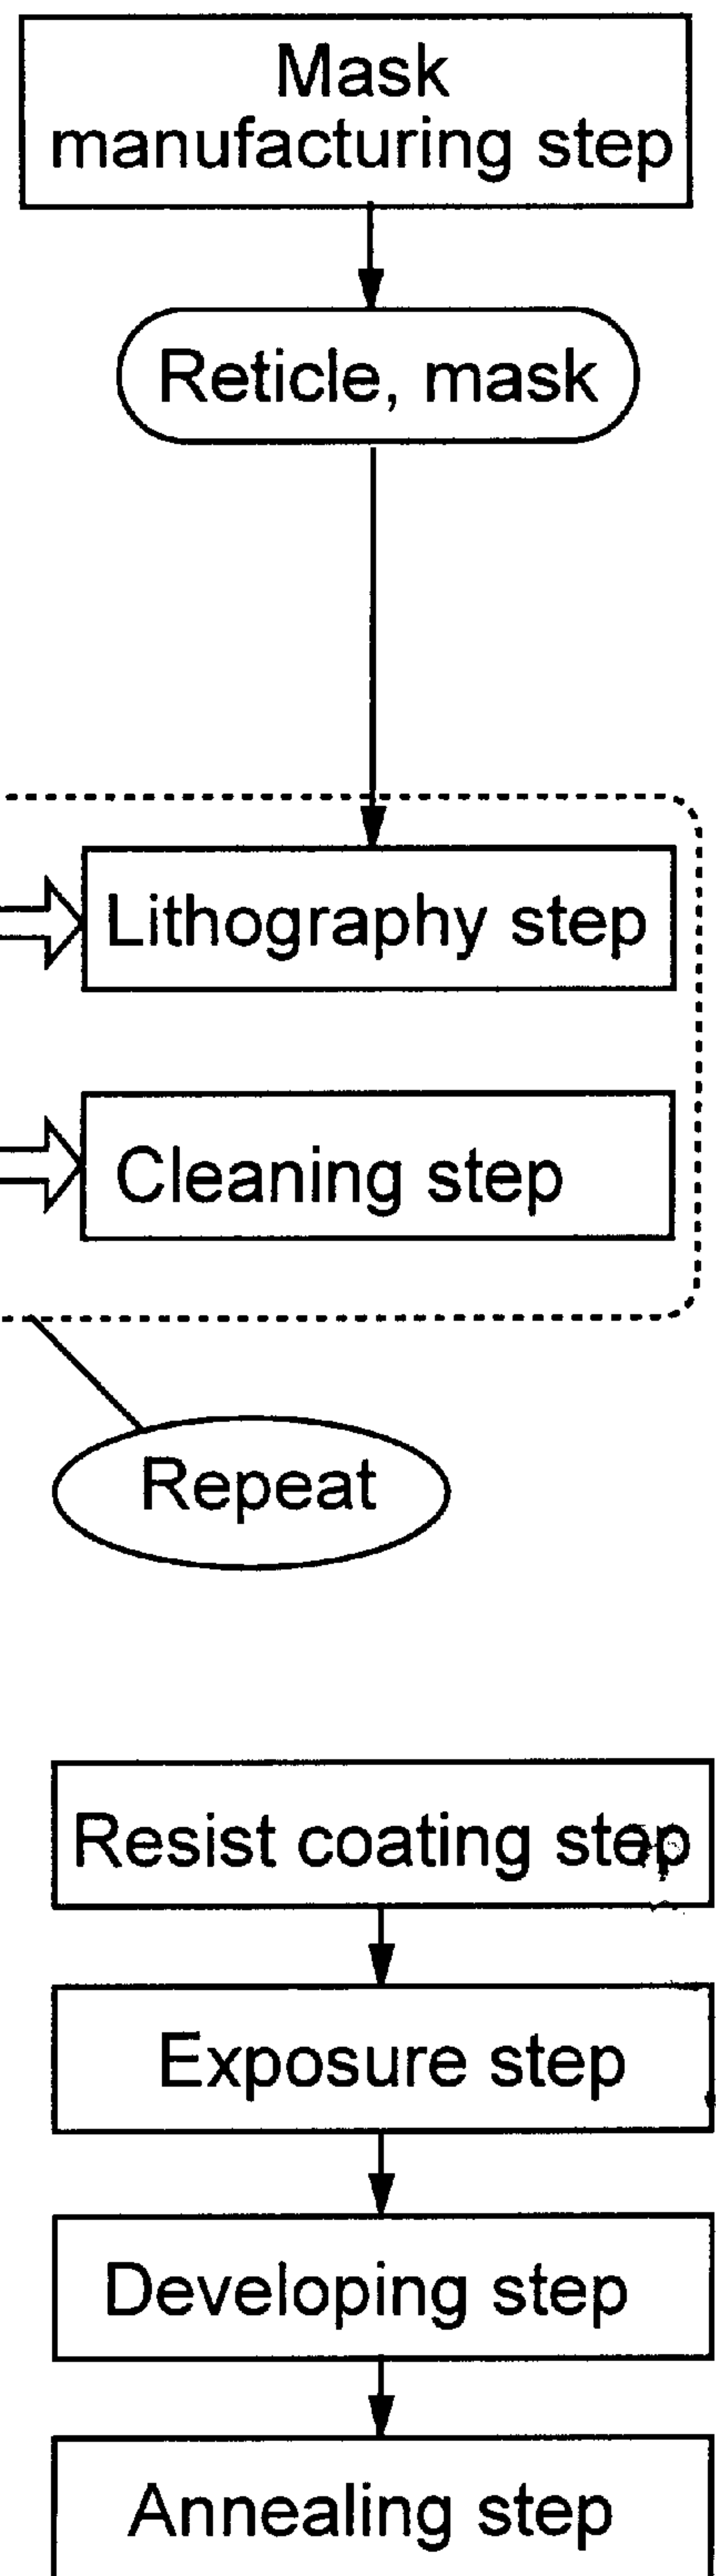 Mask
manufacturing step
Reticle, mask
Lithography step
Cleaning step
Repeat
Resist coating step
Exposure step
Developing step
Annealing step